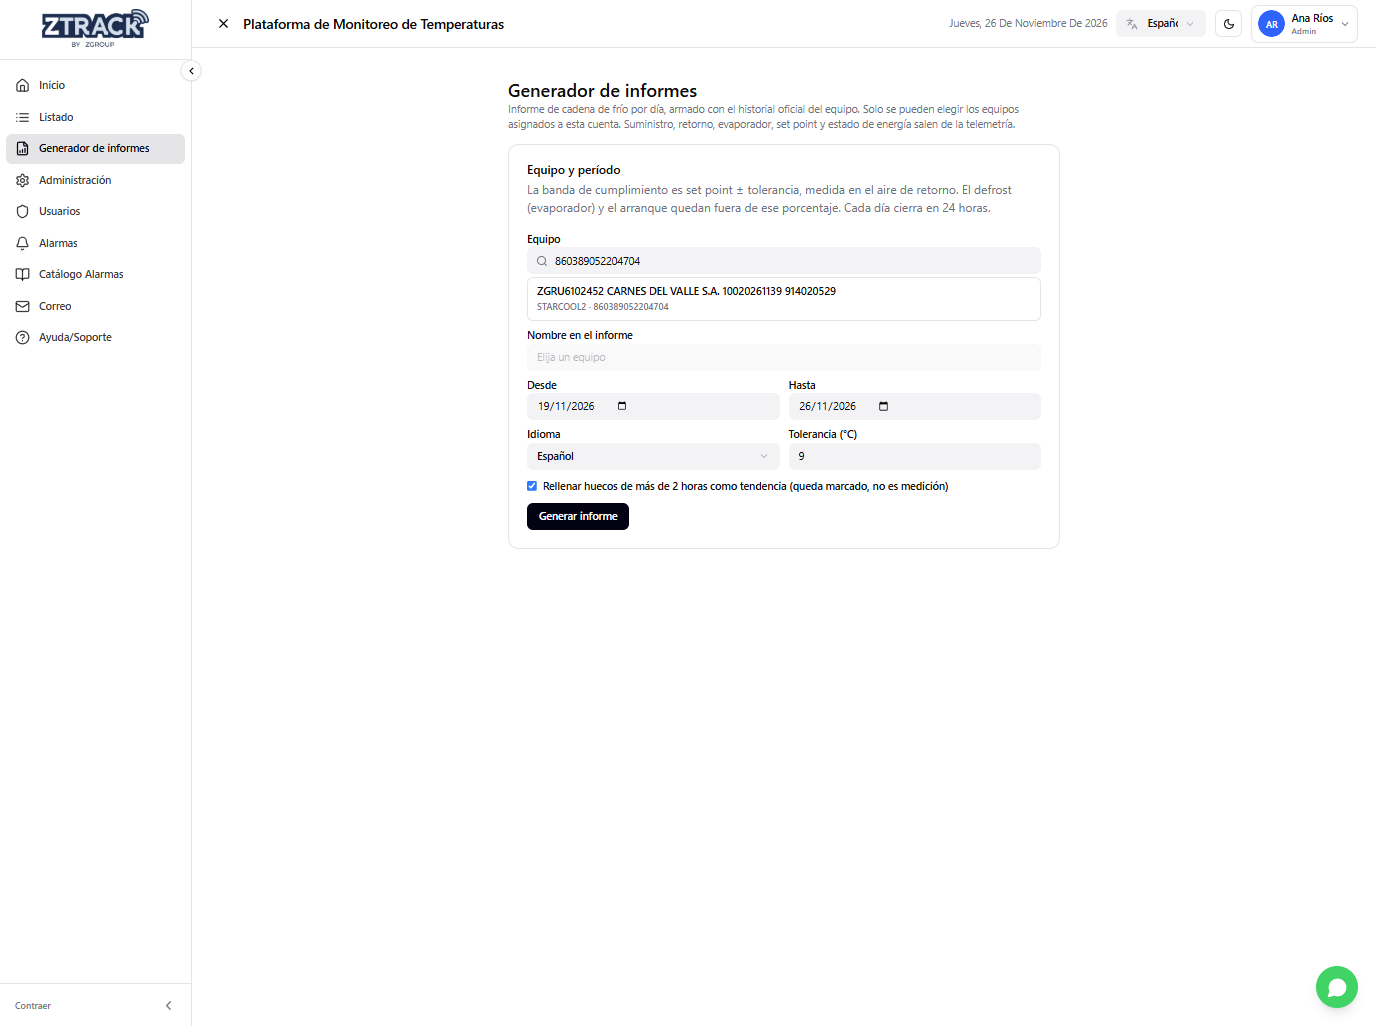 ZTRACK
BY ZGROUP
Plataforma de Monitoreo de Temperaturas
Jueves, 26 De Noviembre De 2026
Españo
AR
Ana Ríos
Admin
Inicio
Listado
Generador de informes
Administración
Usuarios
Alarmas
Catálogo Alarmas
Correo
Ayuda/Soporte
Contraer
Generador de informes
Informe de cadena de frío por día, armado con el historial oficial del equipo. Solo se pueden elegir los equipos
asignados a esta cuenta. Suministro, retorno, evaporador, set point y estado de energía salen de la telemetría.
Equipo y período
La banda de cumplimiento es set point ± tolerancia, medida en el aire de retorno. El defrost
(evaporador) y el arranque quedan fuera de ese porcentaje. Cada día cierra en 24 horas.
Equipo
860389052204704
ZGRU6102452 CARNES DEL VALLE S.A. 10020261139 914020529
STARCOOL2 · 860389052204704
Nombre en el informe
Elija un equipo
Desde
Hasta
19/11/2026
26/11/2026
Idioma
Tolerancia (°C)
Español
9
Rellenar huecos de más de 2 horas como tendencia (queda marcado, no es medición)
Generar informe